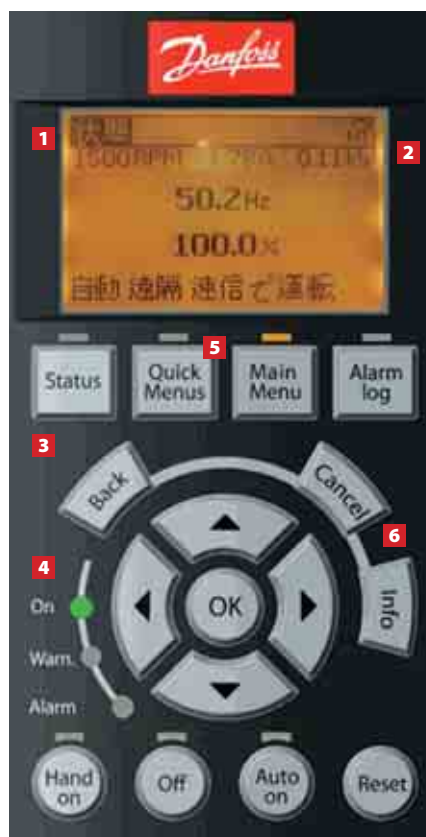 Danfoss
1
2
1500RPM
50.2Hz
100.0%
自動 遠隔 速信で運転
Status
Quick Menus
5
Main Menu
Alarm log
3
Back
Cancel
6
4
On
OK
Info
Warn.
Alarm
Hand on
Off
Auto on
Reset